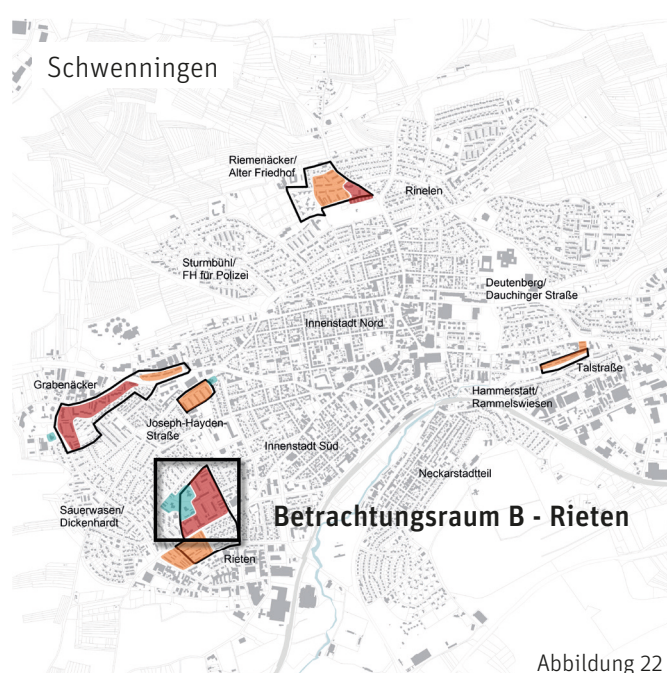 Schwenningen
Riemenäcker/
Alter Friedhof
Rinelen
Sturmbühl/
FH für Polizei
Deutenberg/
Dauchinger Straße
Innenstadt Nord
Grabenäcker
Talstraße
Hammerstatt/
Rammelswiesen
Joseph-Hayden-
Straße
Innenstadt Süd
Neckarstadtteil
Sauerwasen/
Dickenhardt
Betrachtungsraum B - Rieten
Rieten
Abbildung 22